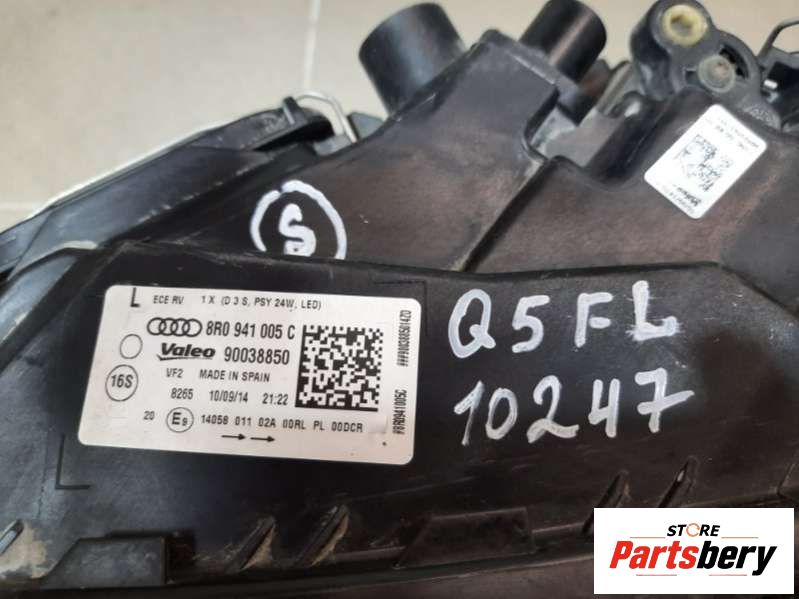 S
L ECE RV 1 X (D 3 S, PSY 24W, LED)
8R0 941 005 C
Valeo 90038850
16S
VF2 MADE IN SPAIN
8265 10/09/14 21:22
20 E9 14058 011 02A 00RL PL 00DCR
#8R0941005C
Q5 FL
10247
STORE
Partsbery